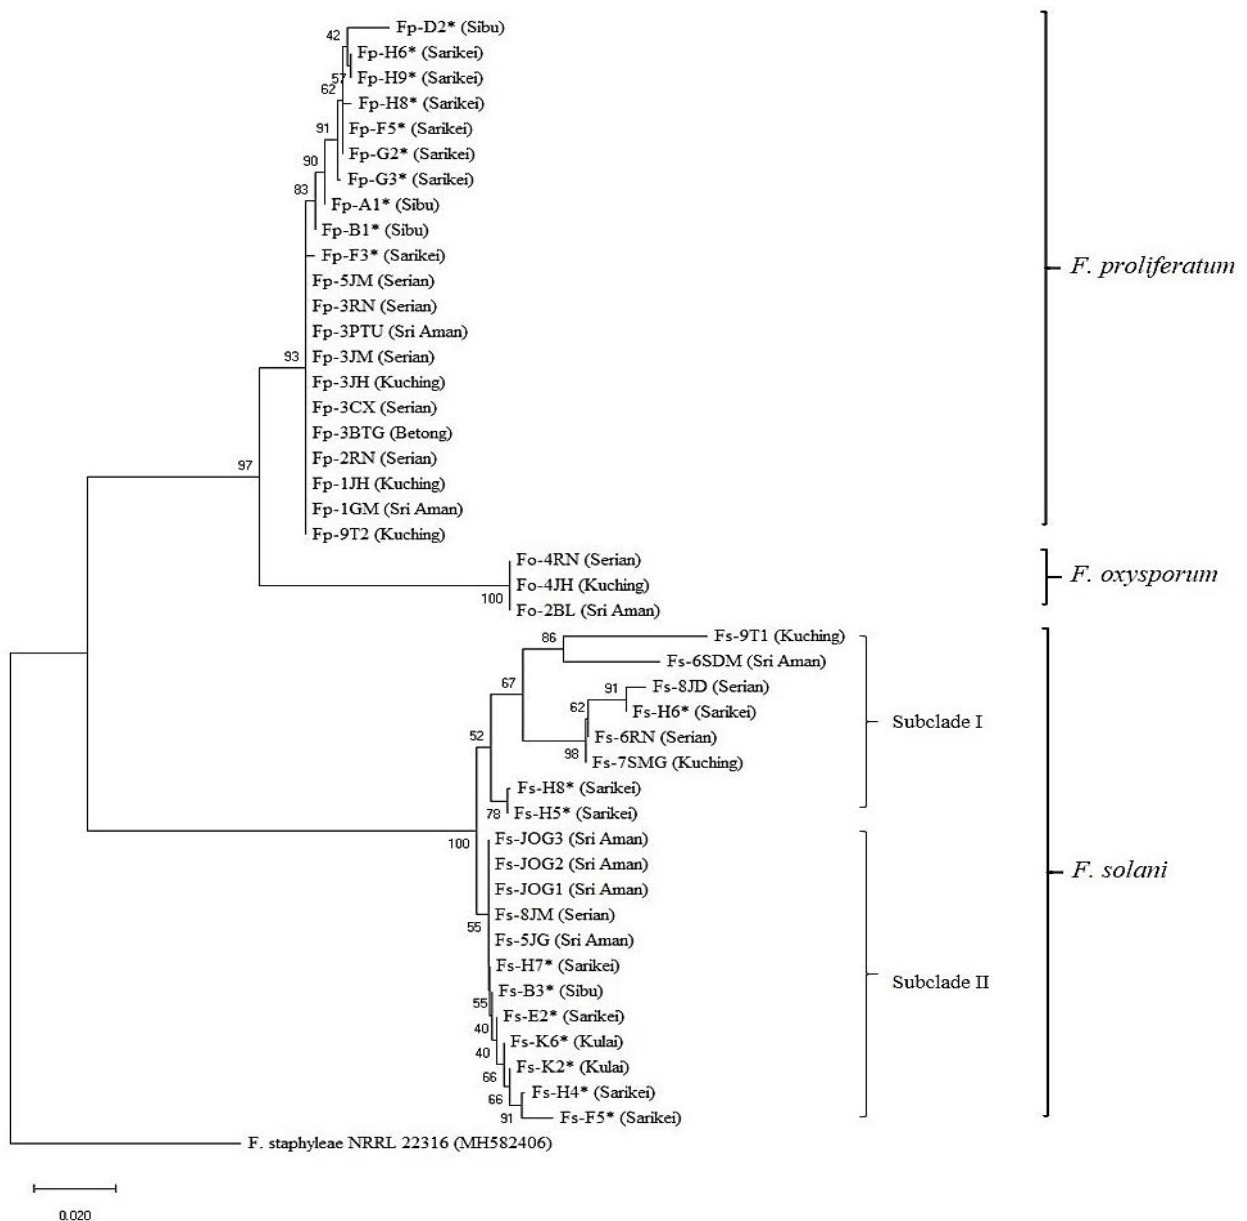 42
Fp-D2* (Sibu)
Fp-H6* (Sarikei)
57
Fp-H9* (Sarikei)
62
Fp-H8* (Sarikei)
91
Fp-F5* (Sarikei)
90
Fp-G2* (Sarikei)
83
Fp-G3* (Sarikei)
Fp-A1* (Sibu)
Fp-B1* (Sibu)
Fp-F3* (Sarikei)
F. proliferatum
Fp-5JM (Serian)
Fp-3RN (Serian)
Fp-3PTU (Sri Aman)
93
Fp-3JM (Serian)
Fp-3JH (Kuching)
Fp-3CX (Serian)
Fp-3BTG (Betong)
97
Fp-2RN (Serian)
Fp-1JH (Kuching)
Fp-1GM (Sri Aman)
Fp-9T2 (Kuching)
Fo-4RN (Serian)
F. oxysporum
Fo-4JH (Kuching)
100
Fo-2BL (Sri Aman)
86
Fs-9T1 (Kuching)
Fs-6SDM (Sri Aman)
67
91
Fs-8JD (Serian)
62
Fs-H6* (Sarikei)
Subclade I
52
Fs-6RN (Serian)
98
Fs-7SMG (Kuching)
Fs-H8* (Sarikei)
78
Fs-H5* (Sarikei)
100
Fs-JOG3 (Sri Aman)
Fs-JOG2 (Sri Aman)
F. solani
Fs-JOG1 (Sri Aman)
Fs-8JM (Serian)
55
Fs-5JG (Sri Aman)
Fs-H7* (Sarikei)
Subclade II
Fs-B3* (Sibu)
55
Fs-E2* (Sarikei)
40
Fs-K6* (Kulai)
40
Fs-K2* (Kulai)
66
Fs-H4* (Sarikei)
66
Fs-F5* (Sarikei)
91
F. staphyleae NRRL 22316 (MH582406)
0.020